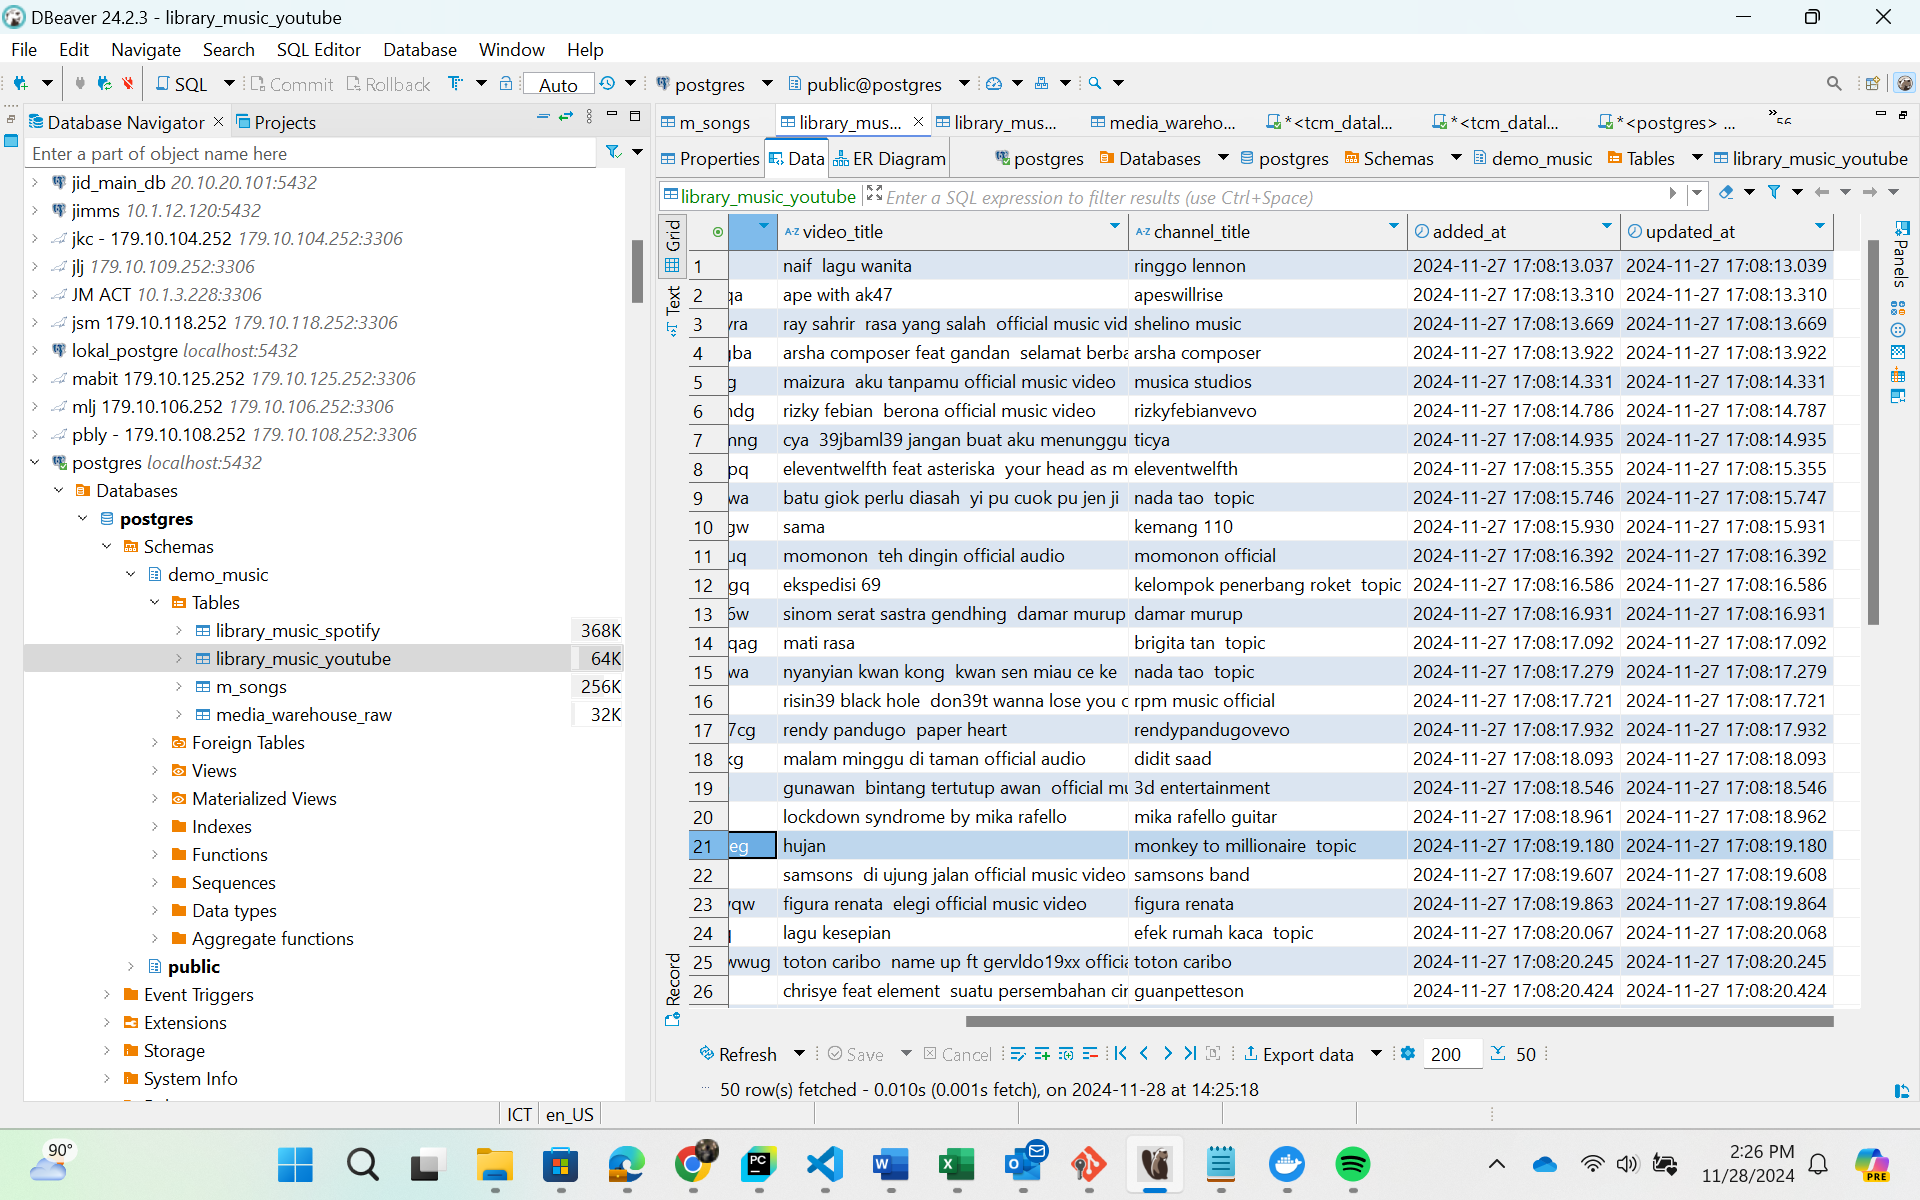 DBeaver 24.2.3 - library_music_youtube
File Edit Navigate Search SQL Editor Database Window Help
SQL Commit Rollback Auto postgres public@postgres
Database Navigator Projects
Enter a part of object name here
jid_main_db 20.10.20.101:5432
jimms 10.1.12.120:5432
jkc - 179.10.104.252 179.10.104.252:3306
jlj 179.10.109.252:3306
JM ACT 10.1.3.228:3306
jsm 179.10.118.252 179.10.118.252:3306
lokal_postgre localhost:5432
mabit 179.10.125.252 179.10.125.252:3306
mlj 179.10.106.252 179.10.106.252:3306
pbly - 179.10.108.252 179.10.108.252:3306
postgres localhost:5432
Databases
postgres
Schemas
demo_music
Tables
library_music_spotify 368K
library_music_youtube 64K
m_songs 256K
media_warehouse_raw 32K
Foreign Tables
Views
Materialized Views
Indexes
Functions
Sequences
Data types
Aggregate functions
public
Event Triggers
Extensions
Storage
System Info
m_songs library_mus... library_mus... media_wareho... *<tcm_datal... *<tcm_datal... *<postgres> ... »56
Properties Data ER Diagram postgres Databases postgres Schemas demo_music Tables library_music_youtube
library_music_youtube Enter a SQL expression to filter results (use Ctrl+Space)
Grid
Text
Record
Panels
A-Z video_title A-Z channel_title added_at updated_at
1 naif  lagu wanita ringgo lennon 2024-11-27 17:08:13.037 2024-11-27 17:08:13.039
2 qa ape with ak47 apeswillrise 2024-11-27 17:08:13.310 2024-11-27 17:08:13.310
3 ra ray sahrir  rasa yang salah  official music vid shelino music 2024-11-27 17:08:13.669 2024-11-27 17:08:13.669
4 ba arsha composer feat gandan  selamat berba arsha composer 2024-11-27 17:08:13.922 2024-11-27 17:08:13.922
5 g maizura  aku tanpamu official music video musica studios 2024-11-27 17:08:14.331 2024-11-27 17:08:14.331
6 dg rizky febian  berona official music video rizkyfebianvevo 2024-11-27 17:08:14.786 2024-11-27 17:08:14.787
7 ng cya  39jbaml39 jangan buat aku menunggu ticya 2024-11-27 17:08:14.935 2024-11-27 17:08:14.935
8 pq eleventwelfth feat asteriska  your head as m eleventwelfth 2024-11-27 17:08:15.355 2024-11-27 17:08:15.355
9 wa batu giok perlu diasah  yi pu cuok pu jen ji nada tao  topic 2024-11-27 17:08:15.746 2024-11-27 17:08:15.747
10 gw sama kemang 110 2024-11-27 17:08:15.930 2024-11-27 17:08:15.931
11 uq momonon  teh dingin official audio momonon official 2024-11-27 17:08:16.392 2024-11-27 17:08:16.392
12 gq ekspedisi 69 kelompok penerbang roket  topic 2024-11-27 17:08:16.586 2024-11-27 17:08:16.586
13 6w sinom serat sastra gendhing  damar murup damar murup 2024-11-27 17:08:16.931 2024-11-27 17:08:16.931
14 qag mati rasa brigita tan  topic 2024-11-27 17:08:17.092 2024-11-27 17:08:17.092
15 wa nyanyian kwan kong  kwan sen miau ce ke nada tao  topic 2024-11-27 17:08:17.279 2024-11-27 17:08:17.279
16 risin39 black hole  don39t wanna lose you c rpm music official 2024-11-27 17:08:17.721 2024-11-27 17:08:17.721
17 7cg rendy pandugo  paper heart rendypandugovevo 2024-11-27 17:08:17.932 2024-11-27 17:08:17.932
18 kg malam minggu di taman official audio didit saad 2024-11-27 17:08:18.093 2024-11-27 17:08:18.093
19 gunawan  bintang tertutup awan  official mu 3d entertainment 2024-11-27 17:08:18.546 2024-11-27 17:08:18.546
20 lockdown syndrome by mika rafello mika rafello guitar 2024-11-27 17:08:18.961 2024-11-27 17:08:18.962
21 eg hujan monkey to millionaire  topic 2024-11-27 17:08:19.180 2024-11-27 17:08:19.180
22 samsons  di ujung jalan official music video samsons band 2024-11-27 17:08:19.607 2024-11-27 17:08:19.608
23 qw figura renata  elegi official music video figura renata 2024-11-27 17:08:19.863 2024-11-27 17:08:19.864
24 lagu kesepian efek rumah kaca  topic 2024-11-27 17:08:20.067 2024-11-27 17:08:20.068
25 wwug toton caribo  name up ft gervldo19xx officia toton caribo 2024-11-27 17:08:20.245 2024-11-27 17:08:20.245
26 chrisye feat element  suatu persembahan cin guanpetteson 2024-11-27 17:08:20.424 2024-11-27 17:08:20.424
Refresh Save Cancel Export data 200 50
50 row(s) fetched - 0.010s (0.001s fetch), on 2024-11-28 at 14:25:18
ICT en_US
90°
2:26 PM
11/28/2024
PRE